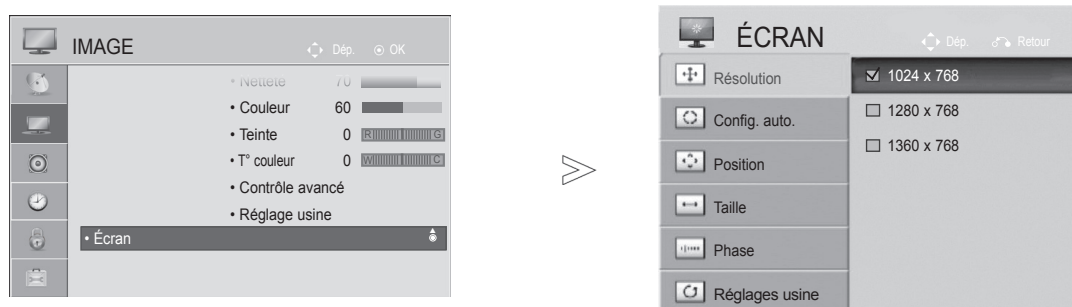 IMAGE
Dép. OK
• Netteté 70
• Couleur 60
• Teinte 0 R G
• T° couleur 0 W C
• Contrôle avancé
• Réglage usine
• Écran
ÉCRAN
Dép. Retour
Résolution
Config. auto.
Position
Taille
Phase
Réglages usine
1024 x 768
1280 x 768
1360 x 768